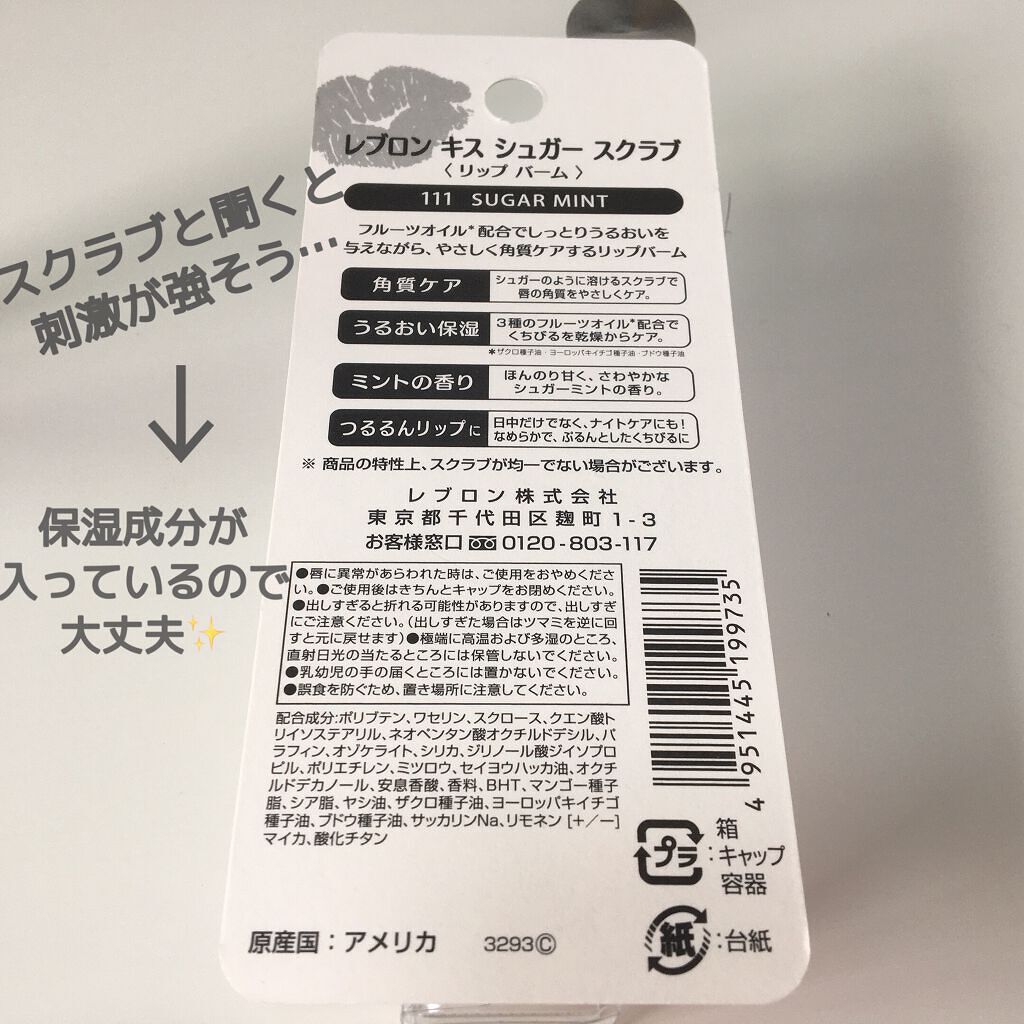 レブロン キス シュガー スクラブ
〈 リップ バーム 〉
111 SUGAR MINT
フルーツオイル*配合でしっとりうるおいを
与えながら、やさしく角質ケアするリップバーム
角質ケア
シュガーのように溶けるスクラブで
唇の角質をやさしくケア。
うるおい保湿
3種のフルーツオイル*配合で
くちびるを乾燥からケア。
*ザクロ種子油・ヨーロッパキイチゴ種子油・ブドウ種子油
ミントの香り
ほんのり甘く、さわやかな
シュガーミントの香り。
つるるんリップに
日中だけでなく、ナイトケアにも!
なめらかで、ぷるんとしたくちびるに
※ 商品の特性上、スクラブが均一でない場合がございます。
レブロン株式会社
東京都千代田区麹町1-3
お客様窓口 0120-803-117
●唇に異常があらわれた時は、ご使用をおやめくださ
い。●ご使用後はきちんとキャップをお閉めください。
●出しすぎると折れる可能性がありますので、出しすぎ
にご注意ください。(出しすぎた場合はツマミを逆に回
すと元に戻せます)●極端に高温および多湿のところ、
直射日光の当たるところには保管しないでください。
●乳幼児の手の届くところには置かないでください。
●誤食を防ぐため、置き場所に注意してください。
配合成分:ポリブテン、ワセリン、スクロース、クエン酸ト
リイソステアリル、ネオペンタン酸オクチルドデシル、パ
ラフィン、オゾケライト、シリカ、ジリノール酸ジイソプロ
ピル、ポリエチレン、ミツロウ、セイヨウハッカ油、オクチ
ルドデカノール、安息香酸、香料、BHT、マンゴー種子
脂、シア脂、ヤシ油、ザクロ種子油、ヨーロッパキイチゴ
種子油、ブドウ種子油、サッカリンNa、リモネン [+/−]
マイカ、酸化チタン
4 951445 199735
プラ
:
箱
キャップ
容器
紙
:台紙
原産国:アメリカ
3293©
スクラブと聞くと
刺激が強そう…
↓
保湿成分が
入っているので
大丈夫✨